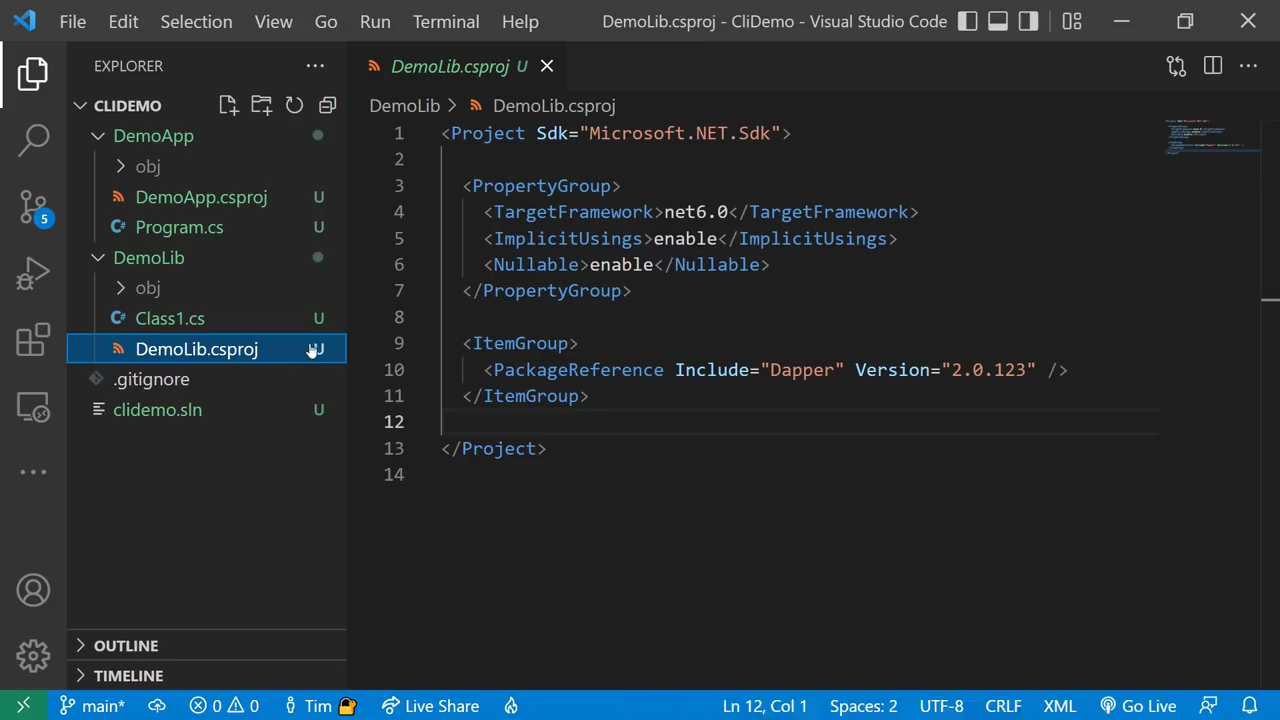 File Edit Selection View Go Run Terminal Help DemoLib.csproj - CliDemo - Visual Studio Code
EXPLORER
CLIDEMO
DemoApp
obj
DemoApp.csproj U
Program.cs U
DemoLib
obj
Class1.cs U
DemoLib.csproj U
.gitignore
clidemo.sln U
5
OUTLINE
TIMELINE
DemoLib.csproj U
DemoLib > DemoLib.csproj
1 <Project Sdk="Microsoft.NET.Sdk">
2
3 <PropertyGroup>
4 <TargetFramework>net6.0</TargetFramework>
5 <ImplicitUsings>enable</ImplicitUsings>
6 <Nullable>enable</Nullable>
7 </PropertyGroup>
8
9 <ItemGroup>
10 <PackageReference Include="Dapper" Version="2.0.123" />
11 </ItemGroup>
12
13 </Project>
14
main* 0 0 Tim Live Share Ln 12, Col 1 Spaces: 2 UTF-8 CRLF XML Go Live